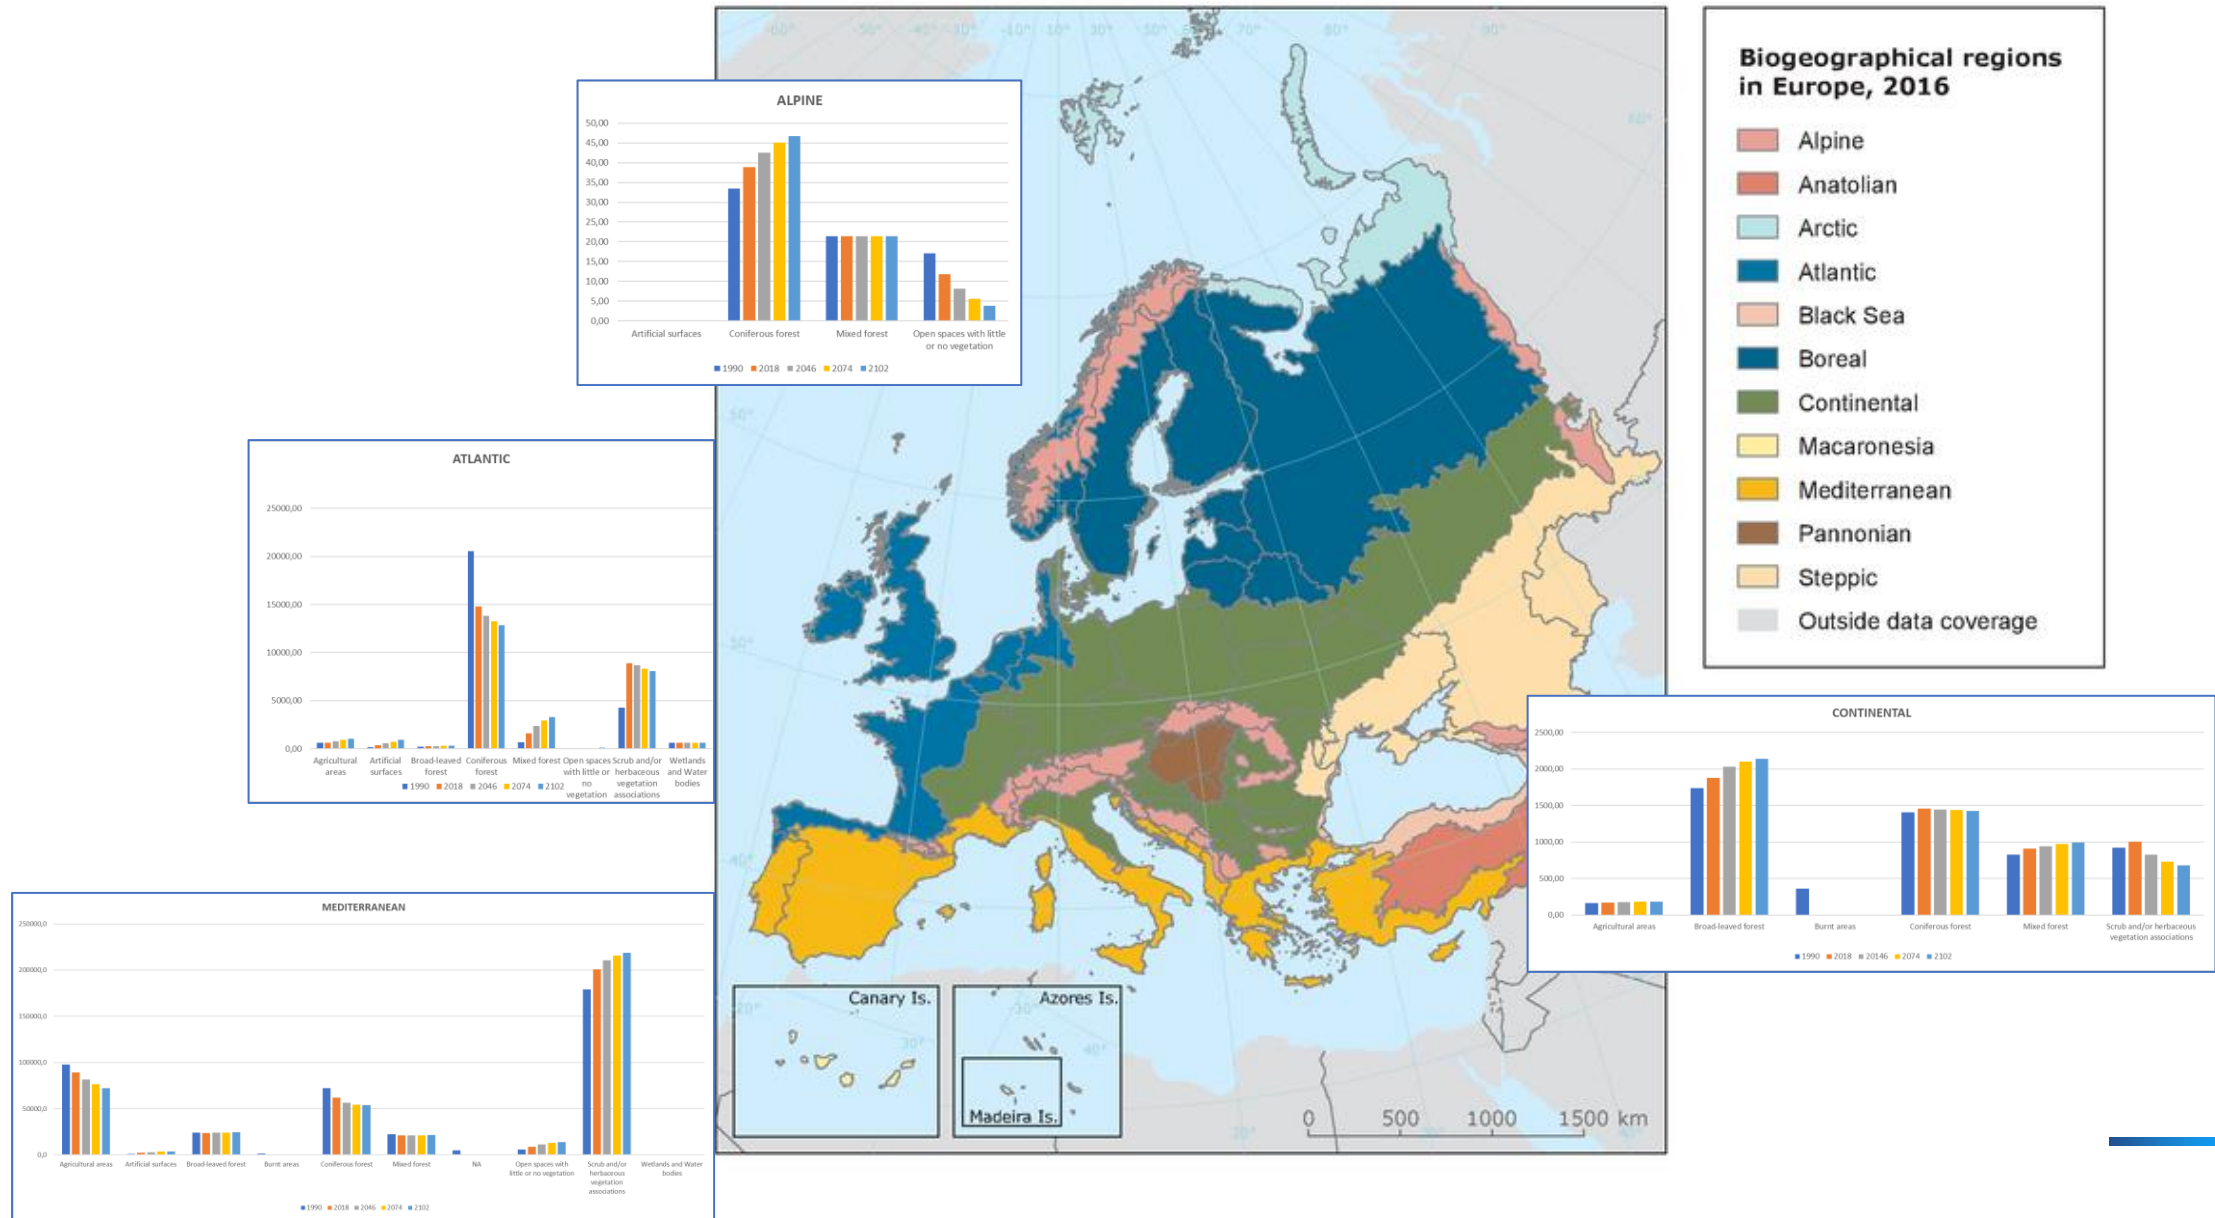 ALPINE
50,00
45,00
40,00
35,00
30,00
25,00
20,00
15,00
10,00
5,00
0,00
Artificial surfaces
Coniferous forest
Mixed forest
Open spaces with little
or no vegetation
1990 2018 2046 2074 2102
ATLANTIC
25000,00
20000,00
15000,00
10000,00
5000,00
0,00
Agricultural
areas
Artificial
surfaces
Broad-leaved
forest
Coniferous
forest
Mixed forest
Open spaces
with little or
no
vegetation
Scrub and/or
herbaceous
vegetation
associations
Wetlands
and Water
bodies
1990 2018 2046 2074 2102
MEDITERRANEAN
250000,0
200000,0
150000,0
100000,0
50000,0
0,0
Agricultural areas
Artificial surfaces
Broad-leaved forest
Burnt areas
Coniferous forest
Mixed forest
NA
Open spaces with
little or no vegetation
Scrub and/or
herbaceous
vegetation
associations
Wetlands and Water
bodies
1990 2018 2046 2074 2102
Canary Is.
Azores Is.
Madeira Is.
0 500 1000 1500 km
Biogeographical regions
in Europe, 2016
Alpine
Anatolian
Arctic
Atlantic
Black Sea
Boreal
Continental
Macaronesia
Mediterranean
Pannonian
Steppic
Outside data coverage
CONTINENTAL
2500,00
2000,00
1500,00
1000,00
500,00
0,00
Agricultural areas
Broad-leaved forest
Burnt areas
Coniferous forest
Mixed forest
Scrub and/or herbaceous
vegetation associations
1990 2018 20146 2074 2102